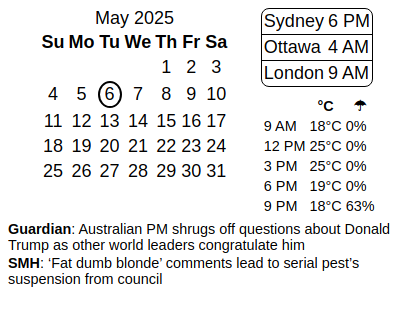 May 2025
Su Mo Tu We Th Fr Sa
1 2 3
4 5 6 7 8 9 10
11 12 13 14 15 16 17
18 19 20 21 22 23 24
25 26 27 28 29 30 31
Sydney 6 PM
Ottawa 4 AM
London 9 AM
°C ☂
9 AM 18°C 0%
12 PM 25°C 0%
3 PM 25°C 0%
6 PM 19°C 0%
9 PM 18°C 63%
Guardian: Australian PM shrugs off questions about Donald
Trump as other world leaders congratulate him
SMH: ‘Fat dumb blonde’ comments lead to serial pest’s
suspension from council